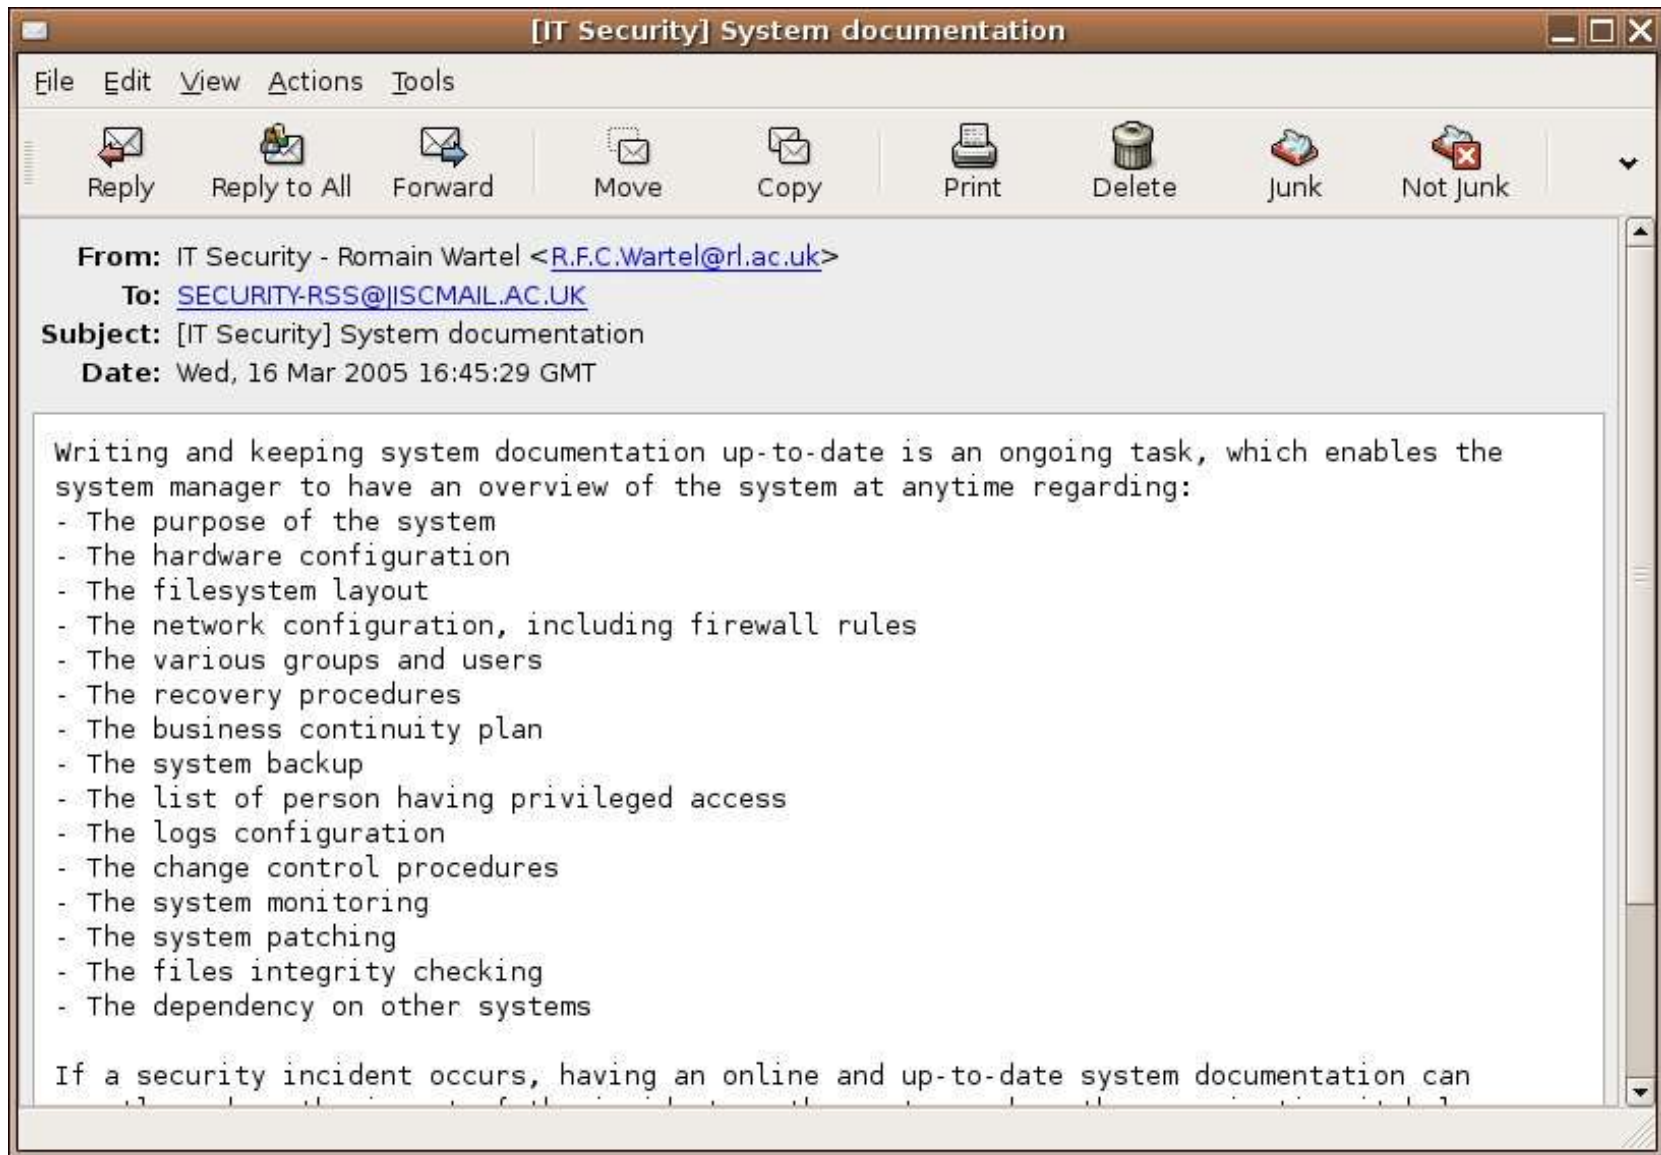 [IT Security] System documentation
File Edit View Actions Tools
Reply Reply to All Forward Move Copy Print Delete Junk Not Junk
From: IT Security - Romain Wartel <R.F.C.Wartel@rl.ac.uk>
To: SECURITY-RSS@JISCMAIL.AC.UK
Subject: [IT Security] System documentation
Date: Wed, 16 Mar 2005 16:45:29 GMT
Writing and keeping system documentation up-to-date is an ongoing task, which enables the
system manager to have an overview of the system at anytime regarding:
- The purpose of the system
- The hardware configuration
- The filesystem layout
- The network configuration, including firewall rules
- The various groups and users
- The recovery procedures
- The business continuity plan
- The system backup
- The list of person having privileged access
- The logs configuration
- The change control procedures
- The system monitoring
- The system patching
- The files integrity checking
- The dependency on other systems
If a security incident occurs, having an online and up-to-date system documentation can